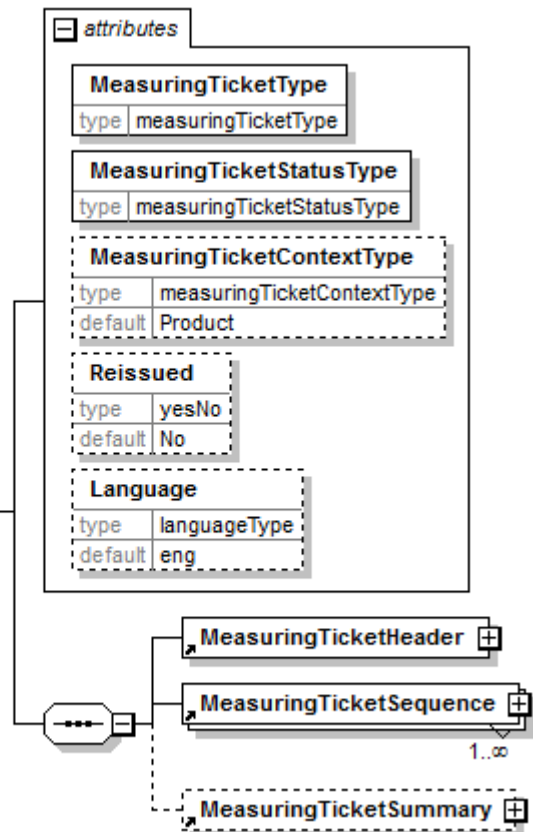 attributes
MeasuringTicketType
type measuringTicketType
MeasuringTicketStatusType
type measuringTicketStatusType
MeasuringTicketContextType
type measuringTicketContextType
default Product
Reissued
type yesNo
default No
Language
type languageType
default eng
MeasuringTicketHeader
MeasuringTicketSequence
1..∞
MeasuringTicketSummary